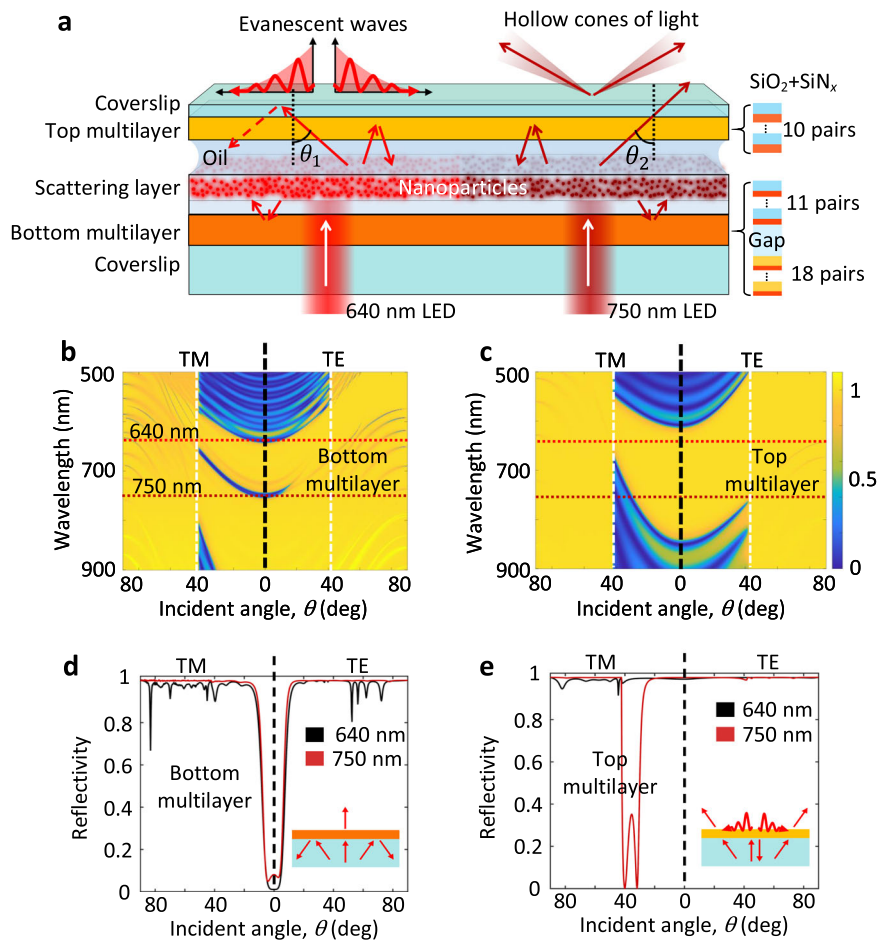 a
Evanescent waves
Hollow cones of light
SiO2+SiNx
Coverslip
Top multilayer
10 pairs
Oil
θ1
θ2
Scattering layer
Nanoparticles
11 pairs
Bottom multilayer
Gap
Coverslip
18 pairs
640 nm LED
750 nm LED
b
TM
TE
500
640 nm
700
Bottom
multilayer
750 nm
900
Wavelength (nm)
80
40
0
40
80
Incident angle, θ (deg)
c
TM
TE
500
700
Top
multilayer
900
Wavelength (nm)
80
40
0
40
80
Incident angle, θ (deg)
1
0.5
0
d
TM
TE
1
0.8
0.6
0.4
0.2
0
Reflectivity
640 nm
750 nm
Bottom
multilayer
80
40
0
40
80
Incident angle, θ (deg)
e
TM
TE
1
0.8
0.6
0.4
0.2
0
Reflectivity
640 nm
750 nm
Top
multilayer
80
40
0
40
80
Incident angle, θ (deg)